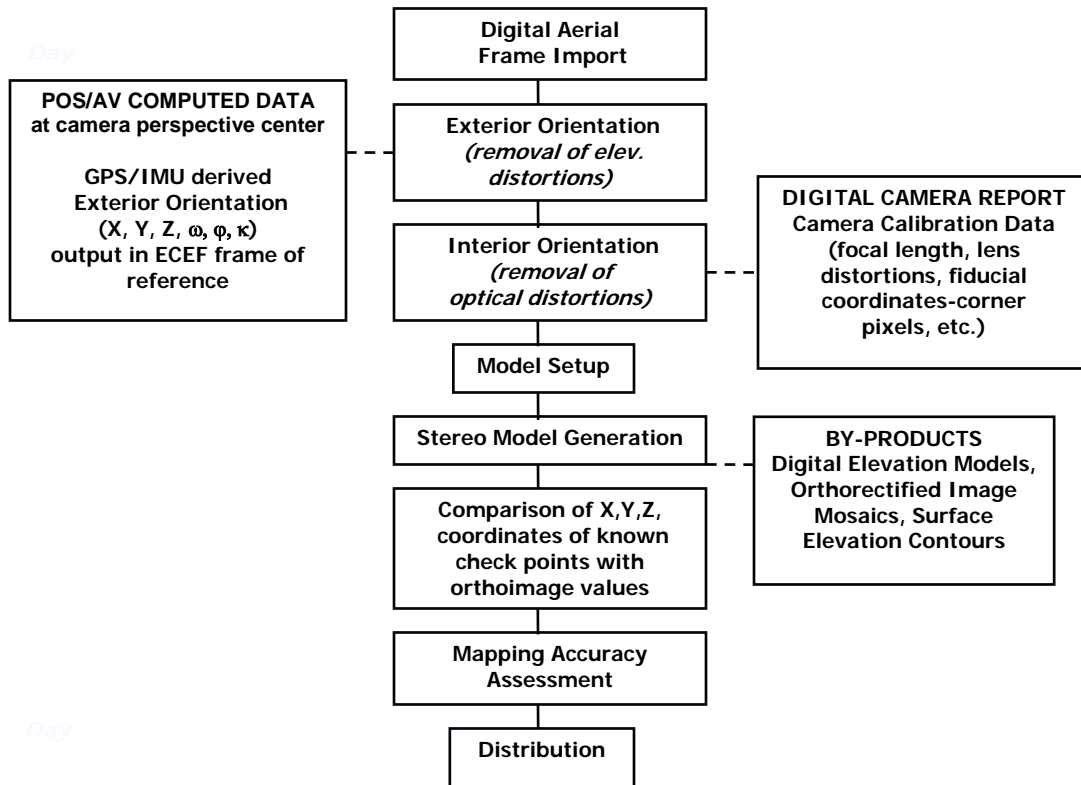 Day
Digital Aerial
Frame Import
POS/AV COMPUTED DATA
at camera perspective center
GPS/IMU derived
Exterior Orientation
(X, Y, Z, ω, φ, κ)
output in ECEF frame of
reference
Exterior Orientation
(removal of elev.
distortions)
Interior Orientation
(removal of
optical distortions)
DIGITAL CAMERA REPORT
Camera Calibration Data
(focal length, lens
distortions, fiducial
coordinates-corner
pixels, etc.)
Model Setup
Stereo Model Generation
BY-PRODUCTS
Digital Elevation Models,
Orthorectified Image
Mosaics, Surface
Elevation Contours
Comparison of X,Y,Z,
coordinates of known
check points with
orthoimage values
Mapping Accuracy
Assessment
Day
Distribution